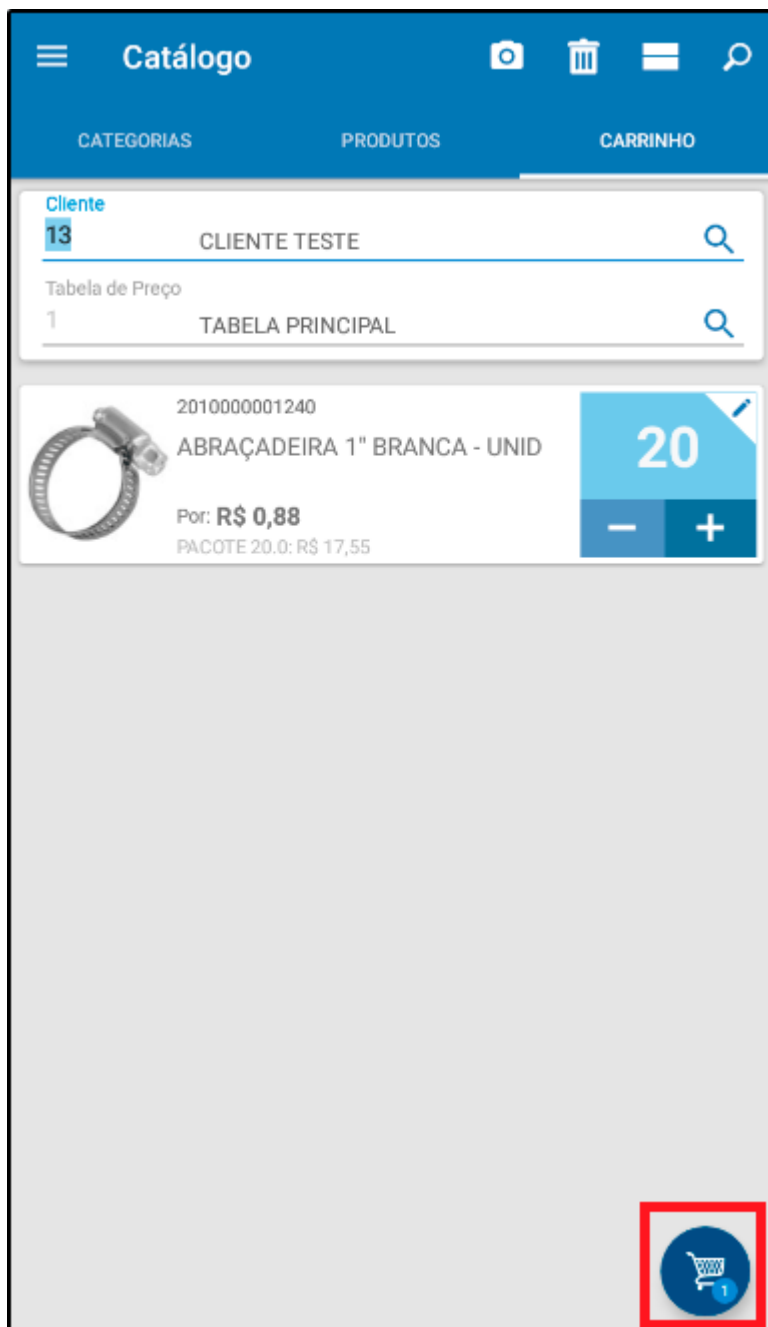 Catálogo
CATEGORIAS PRODUTOS CARRINHO
Cliente
13 CLIENTE TESTE
Tabela de Preço
1 TABELA PRINCIPAL
2010000001240
ABRAÇADEIRA 1" BRANCA - UNID
20
Por: R$ 0,88
− +
PACOTE 20.0: R$ 17,55
1